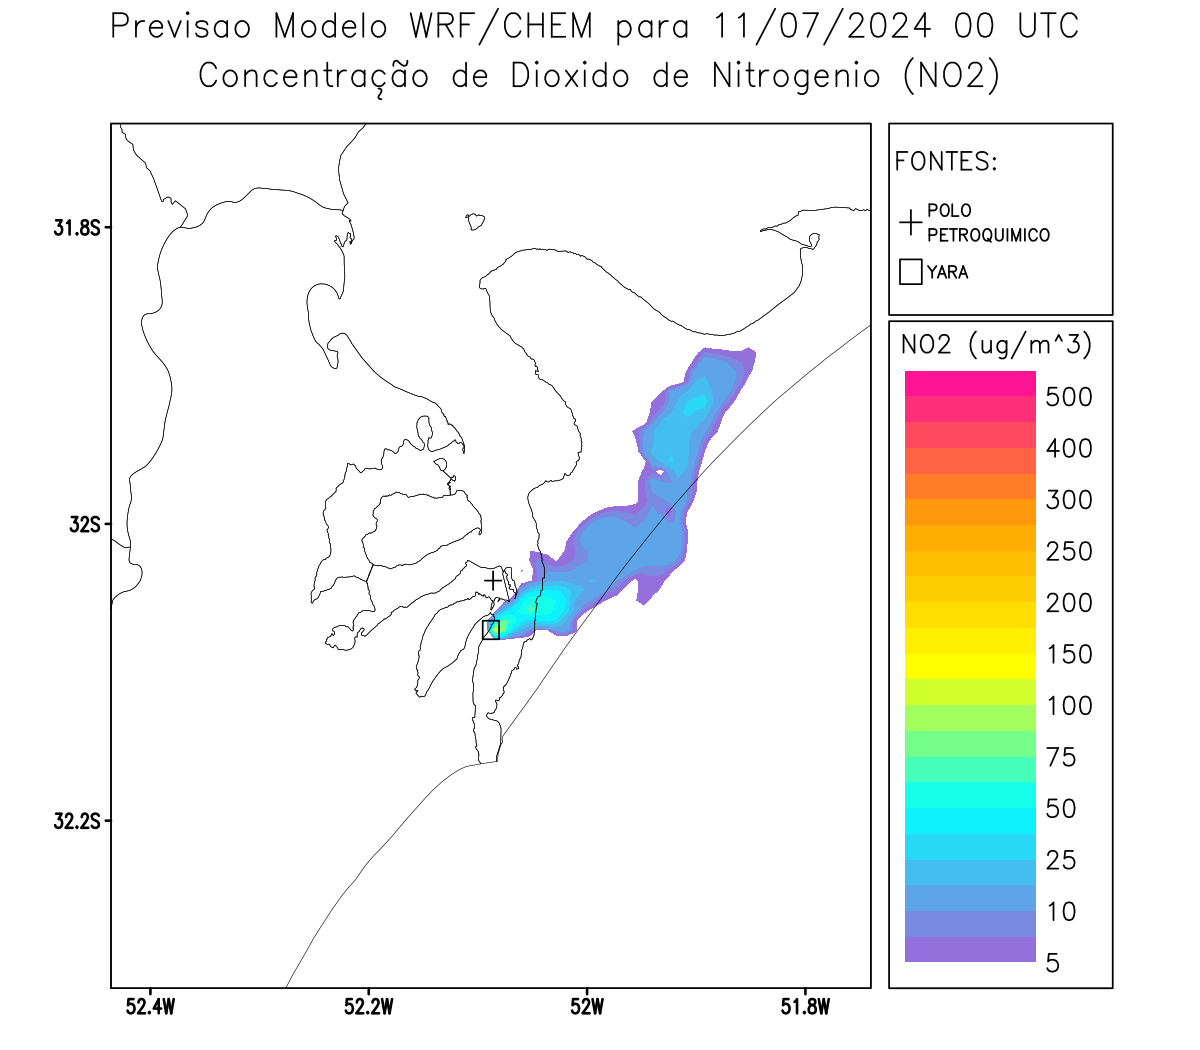 Previsao Modelo WRF/CHEM para 11/07/2024 00 UTC
Concentração de Dioxido de Nitrogenio (NO2)
FONTES:
POLO
PETROQUIMICO
YARA
31.8S
32S
32.2S
52.4W
52.2W
52W
51.8W
NO2 (ug/m^3)
500
400
300
250
200
150
100
75
50
25
10
5